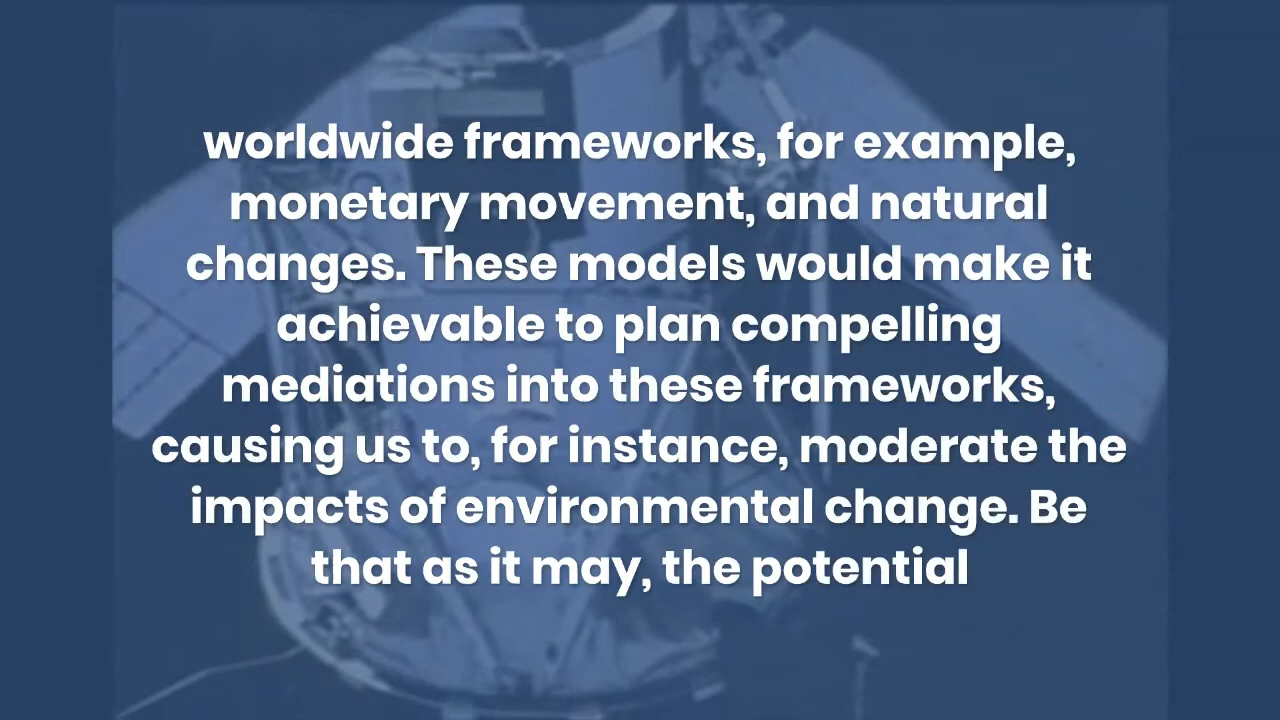 worldwide frameworks, for example,
monetary movement, and natural
changes. These models would make it
achievable to plan compelling
mediations into these frameworks,
causing us to, for instance, moderate the
impacts of environmental change. Be
that as it may, the potential